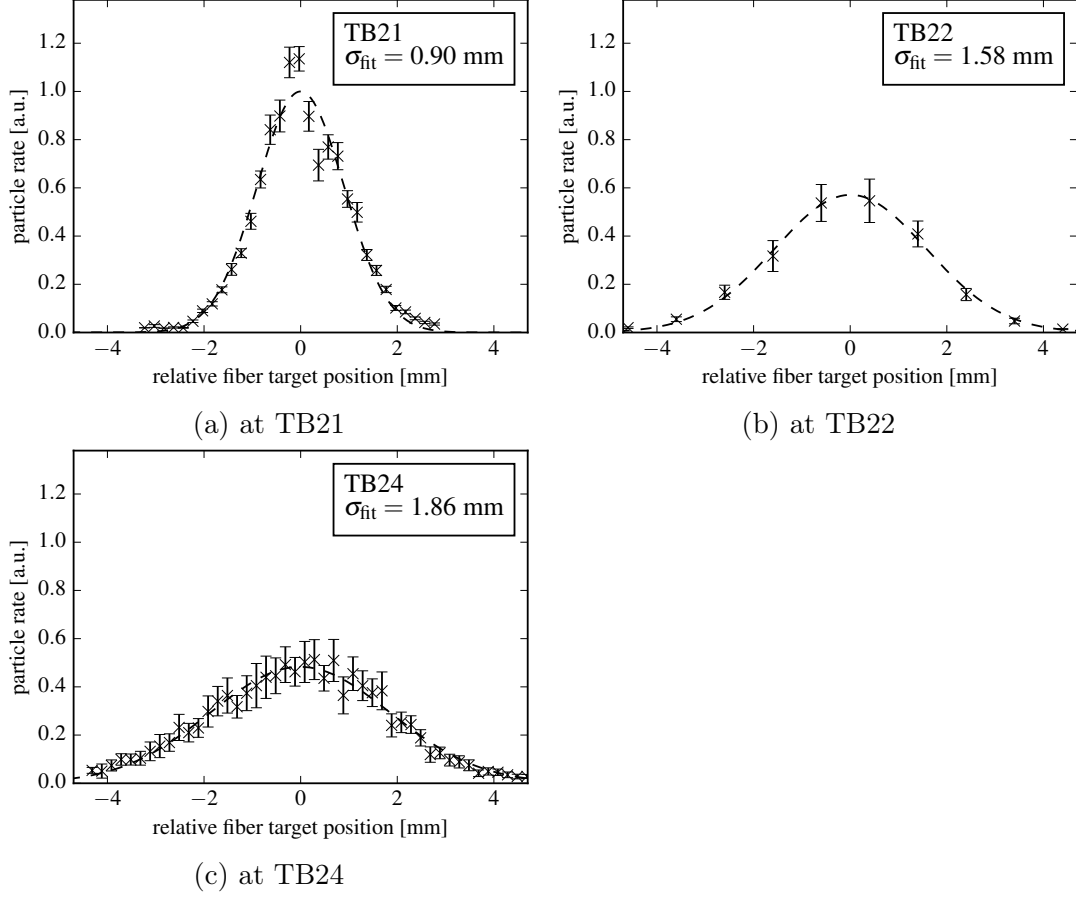 TB21
σfit = 0.90 mm
particle rate [a.u.]
1.2
1.0
0.8
0.6
0.4
0.2
0.0
−4 −2 0 2 4
relative fiber target position [mm]
(a) at TB21
TB22
σfit = 1.58 mm
particle rate [a.u.]
1.2
1.0
0.8
0.6
0.4
0.2
0.0
−4 −2 0 2 4
relative fiber target position [mm]
(b) at TB22
TB24
σfit = 1.86 mm
particle rate [a.u.]
1.2
1.0
0.8
0.6
0.4
0.2
0.0
−4 −2 0 2 4
relative fiber target position [mm]
(c) at TB24